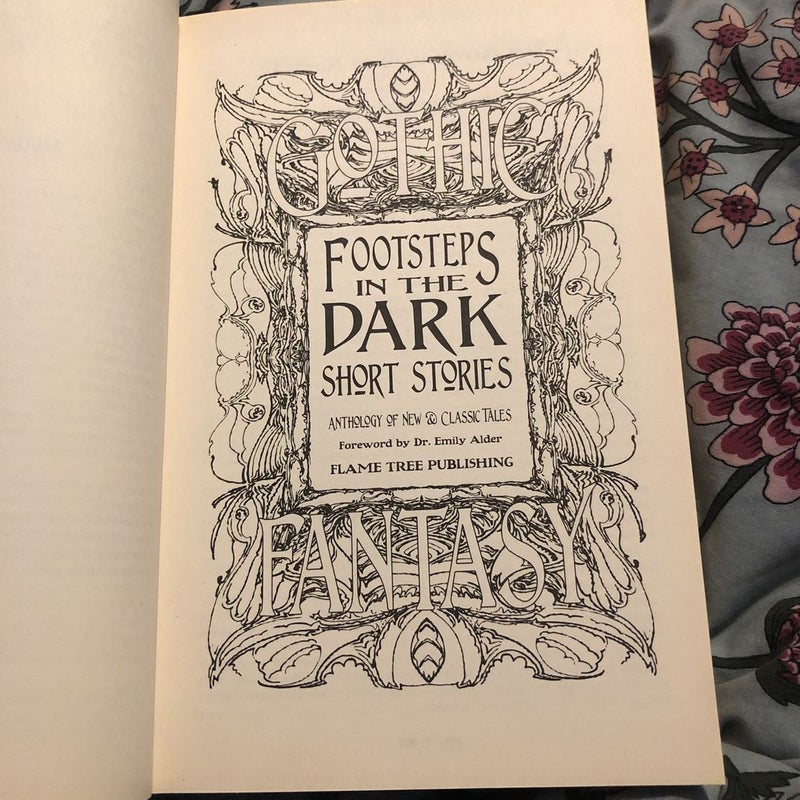 GOTHIC
FOOTSTEPS
IN THE
DARK
SHORT STORIES
ANTHOLOGY OF NEW & CLASSIC TALES
Foreword by Dr. Emily Alder
FLAME TREE PUBLISHING
FANTASY